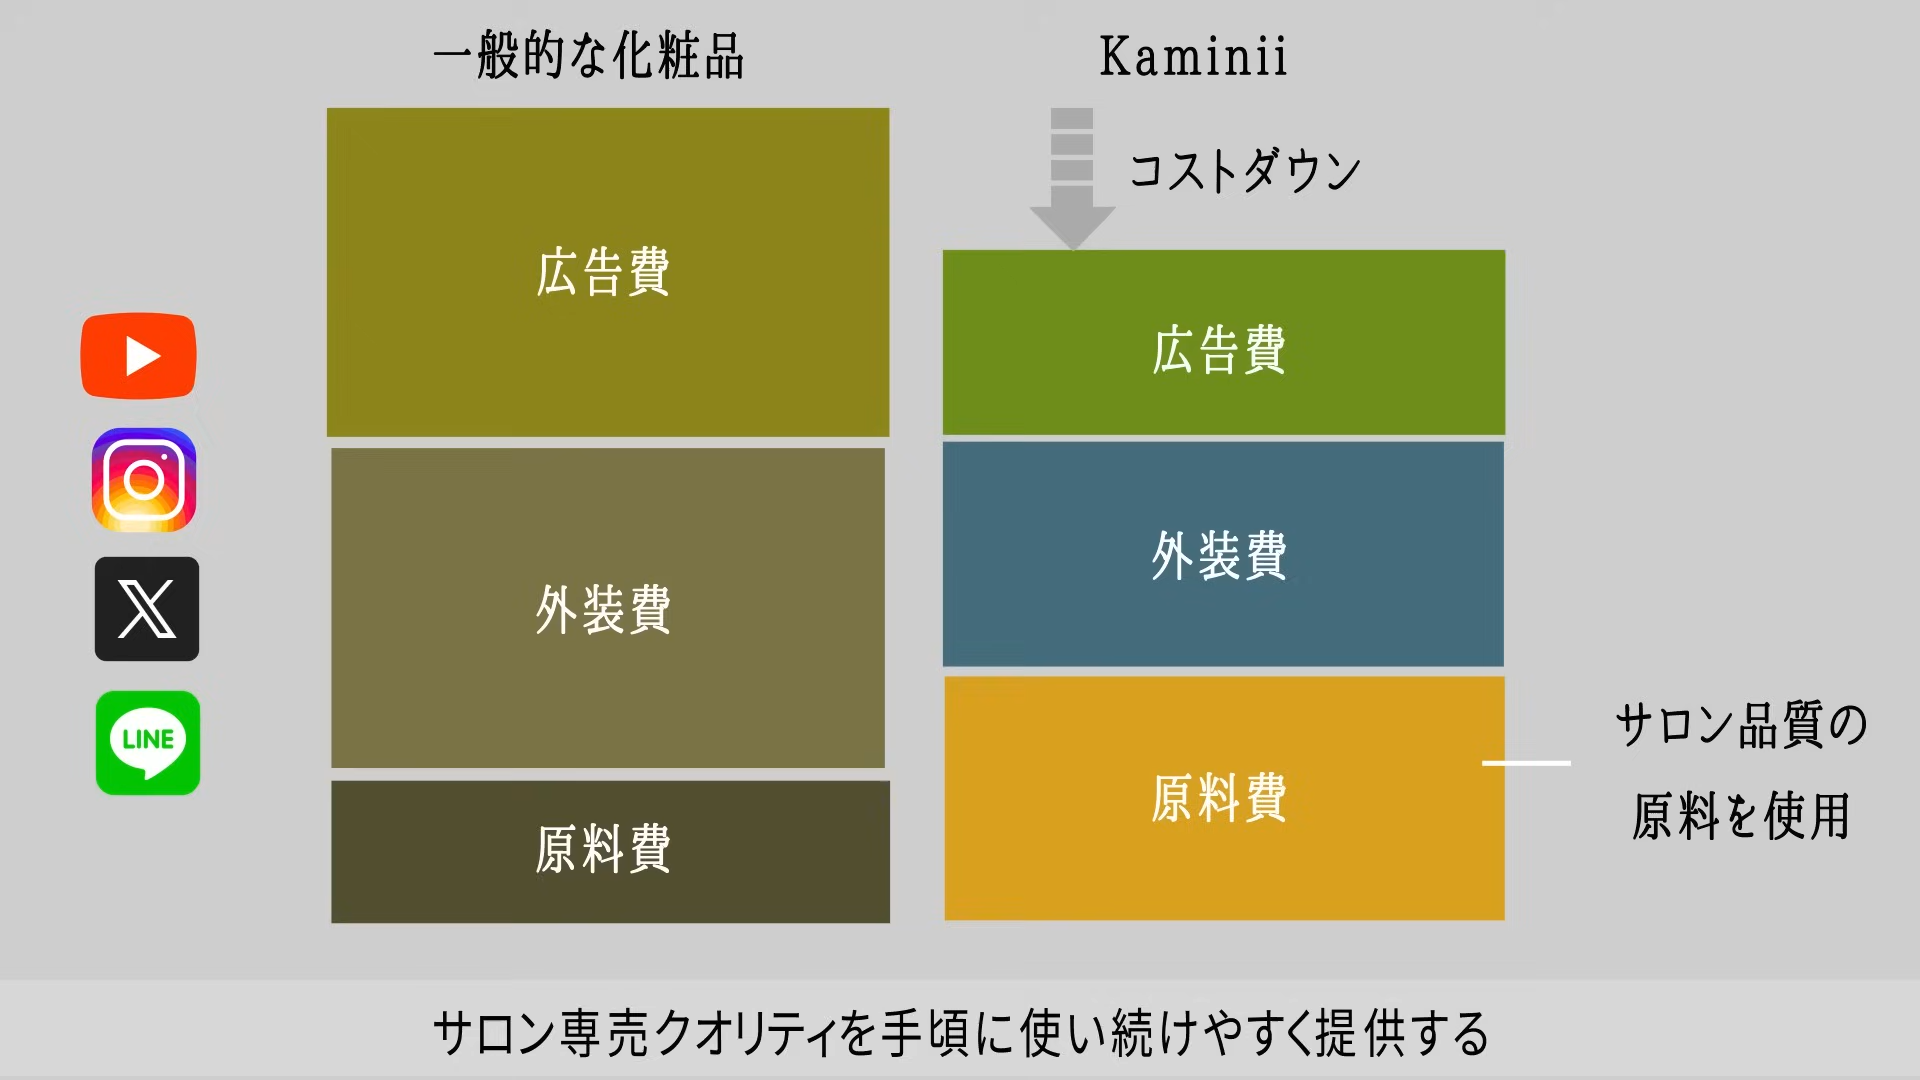 一般的な化粧品
Kaminii
コストダウン
広告費
広告費
外装費
外装費
原料費
原料費
サロン品質の
原料を使用
LINE
サロン専売クオリティを手頃に使い続けやすく提供する